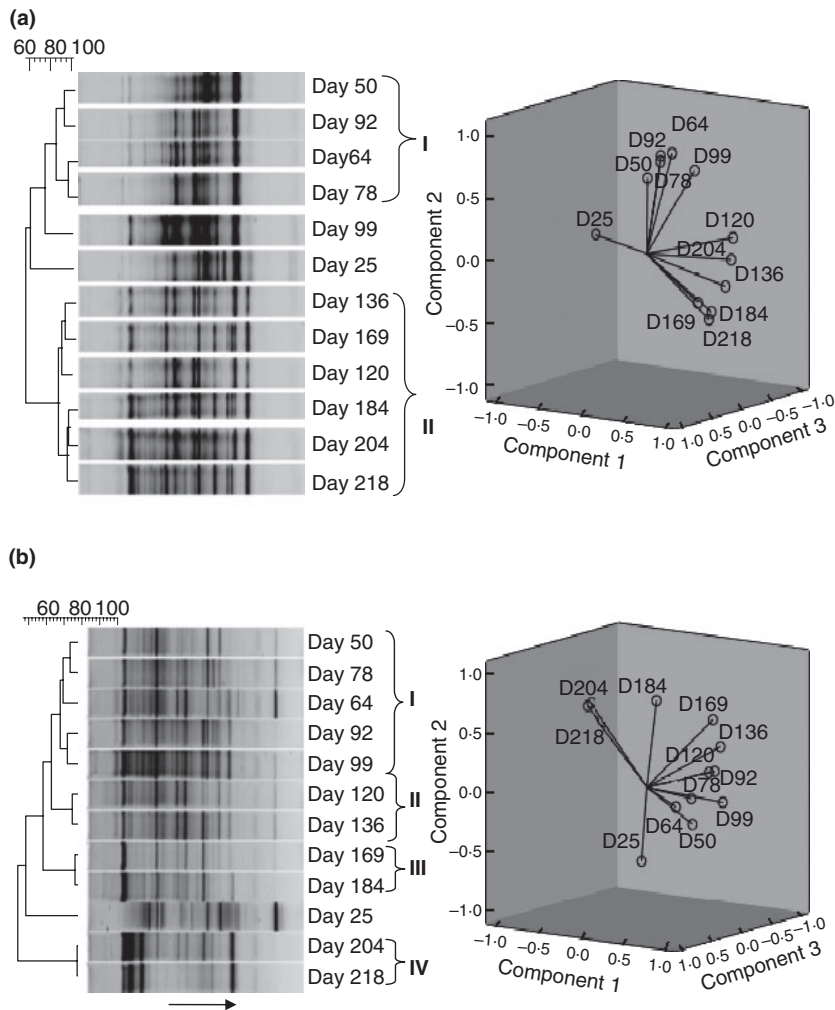 (a)
60 80 100
Day 50
Day 92
Day64
Day 78
I
Day 99
Day 25
Day 136
Day 169
Day 120
Day 184
Day 204
Day 218
II
Component 2
1·0
0·5
0·0
−0·5
−1·0
D64
D92
D99
D50
D78
D25
D120
D204
D136
D169
D184
D218
−1·0 −0·5 0·0 0·5 1·0
Component 1
1·0 0·5 0·0 −0·5 −1·0
Component 3
(b)
60 80 100
Day 50
Day 78
Day 64
Day 92
Day 99
I
Day 120
Day 136
II
Day 169
Day 184
III
Day 25
Day 204
Day 218
IV
Component 2
1·0
0·5
0·0
−0·5
−1·0
D204
D184
D169
D218
D136
D120
D78
D92
D64
D50
D99
D25
−1·0 −0·5 0·0 0·5 1·0
Component 1
1·0 0·5 0·0 −0·5 −1·0
Component 3